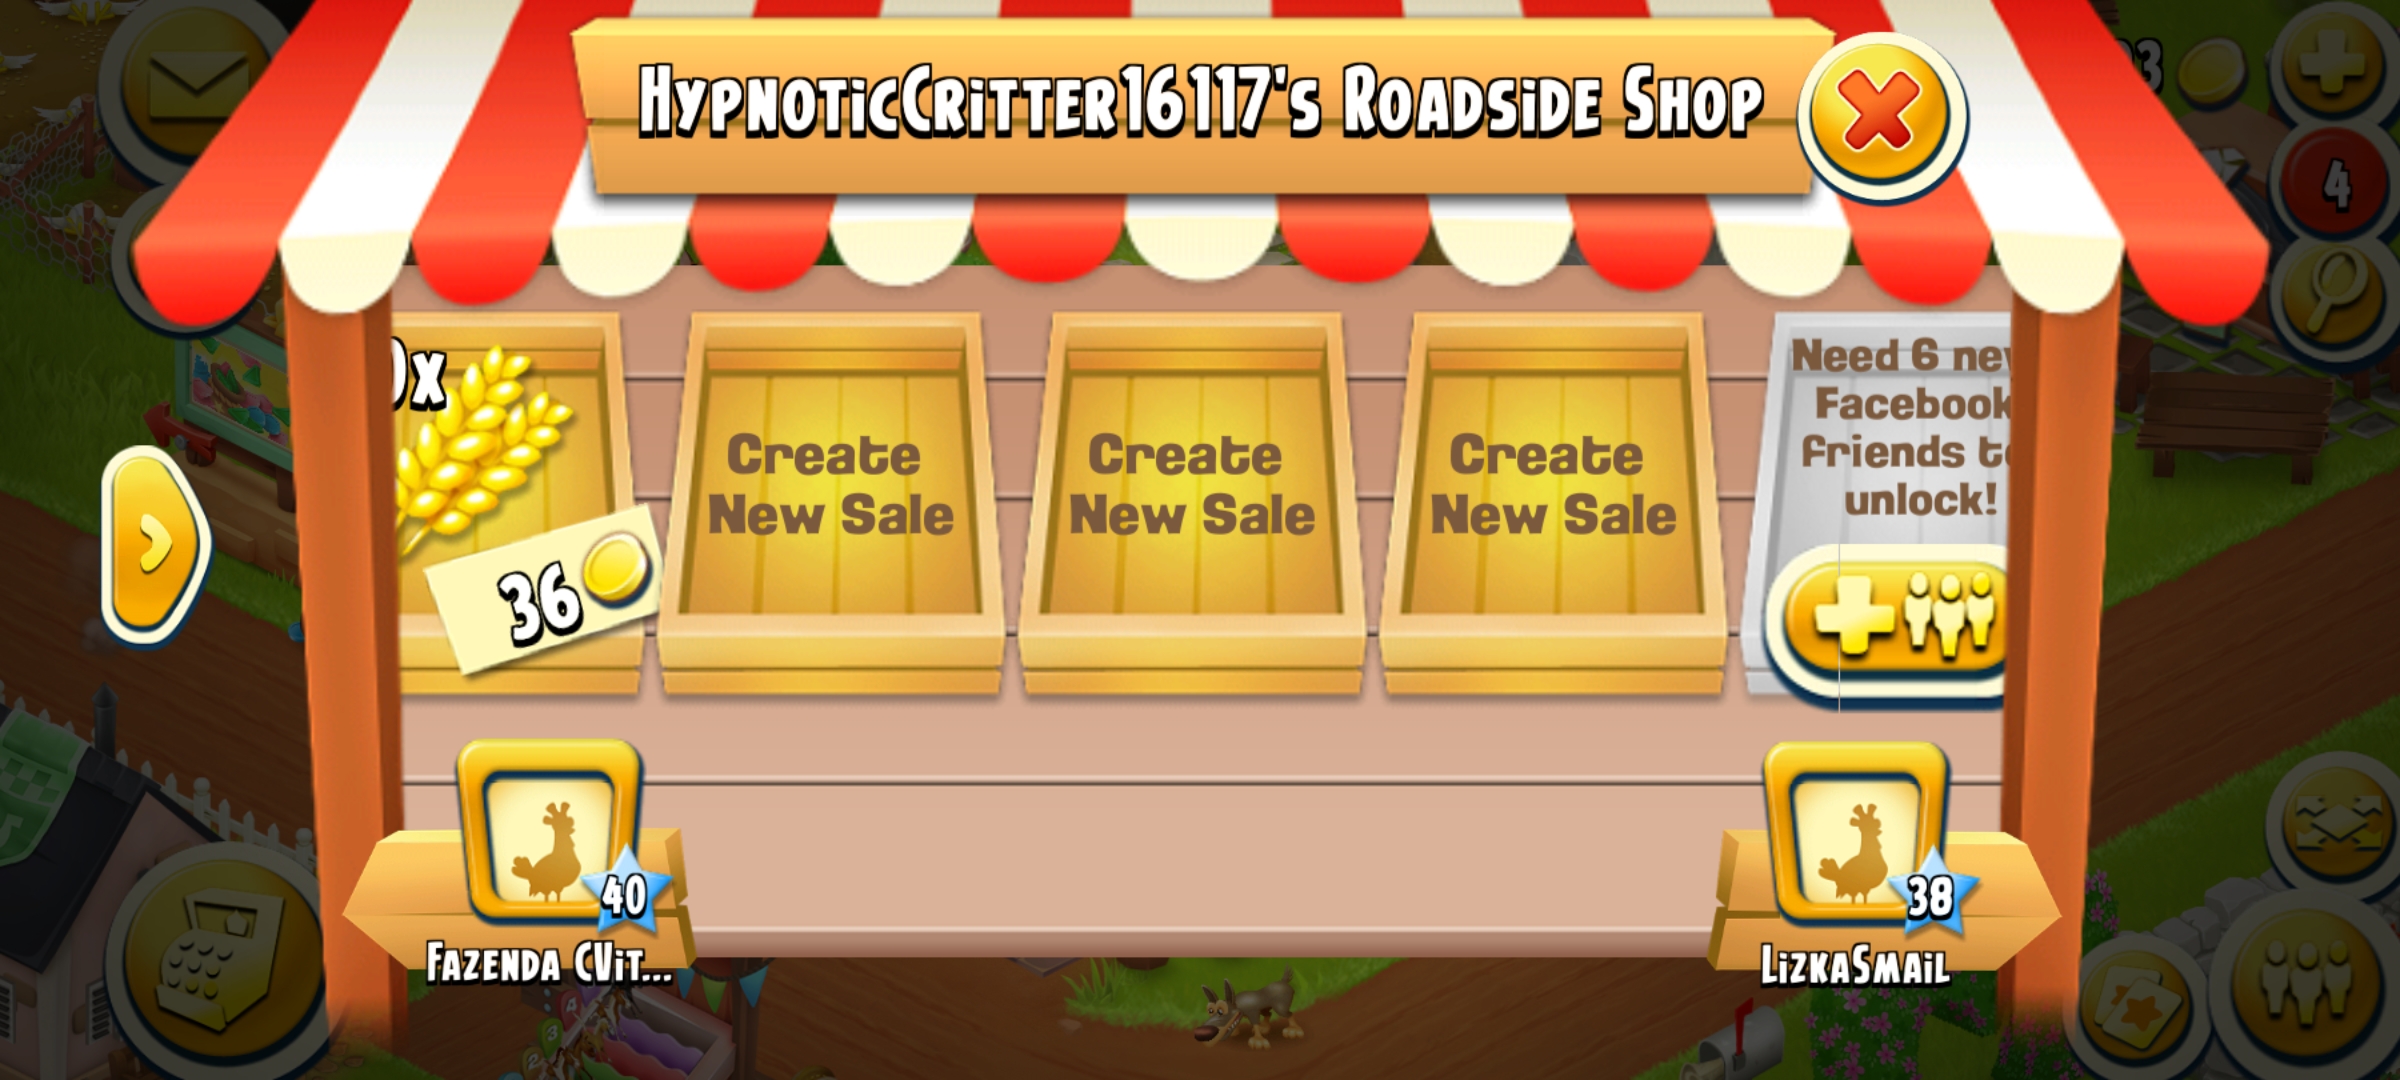 HypnoticCritter16117's Roadside Shop
4
x
36
Create
New Sale
Create
New Sale
Create
New Sale
Need 6
Facebook
friends
unlock!
40
Fazenda CVit...
38
LizkaSmail